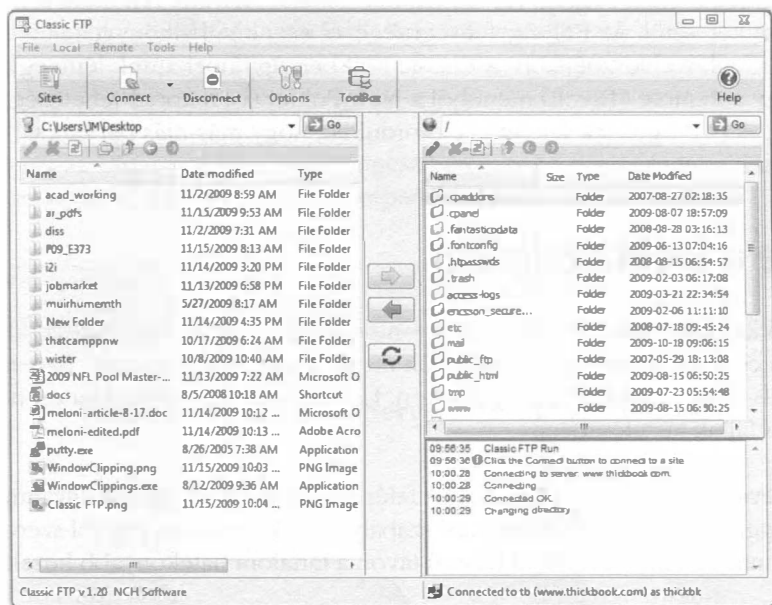 Classic FTP
File Local Remote Tools Help
Sites Connect Disconnect Options ToolBox Help
C:\Users\JM\Desktop Go
Name Date modified Type
acad_working 11/2/2009 8:59 AM File Folder
ar_pdfs 11/15/2009 9:53 AM File Folder
diss 11/2/2009 7:31 AM File Folder
P09_E373 11/15/2009 8:13 AM File Folder
i2i 11/14/2009 3:20 PM File Folder
jobmarket 11/13/2009 6:58 PM File Folder
muirhumemth 5/27/2009 8:17 AM File Folder
New Folder 11/14/2009 4:35 PM File Folder
thatcamppnw 10/17/2009 6:24 AM File Folder
wister 10/8/2009 10:40 AM File Folder
2009 NFL Pool Master-... 11/13/2009 7:22 AM Microsoft O
docs 8/5/2008 10:18 AM Shortcut
meloni-article-8-17.doc 11/14/2009 10:12 ... Microsoft O
meloni-edited.pdf 11/14/2009 10:13 ... Adobe Acro
putty.exe 8/26/2005 7:38 AM Application
WindowClipping.png 11/15/2009 10:03 ... PNG Image
WindowClippings.exe 8/12/2009 9:36 AM Application
Classic FTP.png 11/15/2009 10:04 ... PNG Image
/ Go
Name Size Type Date Modified
.cpaddons Folder 2007-08-27 02:18:35
.cpanel Folder 2009-08-07 18:57:09
.fantasticodata Folder 2008-08-28 03:16:13
.fontconfig Folder 2009-06-13 07:04:16
.htpasswds Folder 2008-08-15 06:54:57
.trash Folder 2009-02-03 06:17:08
access-logs Folder 2009-03-21 22:34:54
ericsson_secure... Folder 2009-02-06 11:11:10
etc Folder 2008-07-18 09:45:24
mail Folder 2009-10-18 09:06:15
public_ftp Folder 2007-05-29 18:13:08
public_html Folder 2009-08-15 06:50:25
tmp Folder 2009-07-23 05:54:48
www Folder 2009-08-15 06:50:25
09:56:35 Classic FTP Run
09:56:36 Click the Connect button to connect to a site
10:00:28 Connecting to server: www.thickbook.com.
10:00:28 Connecting
10:00:29 Connected OK.
10:00:29 Changing directory
Classic FTP v 1.20 NCH Software
Connected to tb (www.thickbook.com) as thickbk